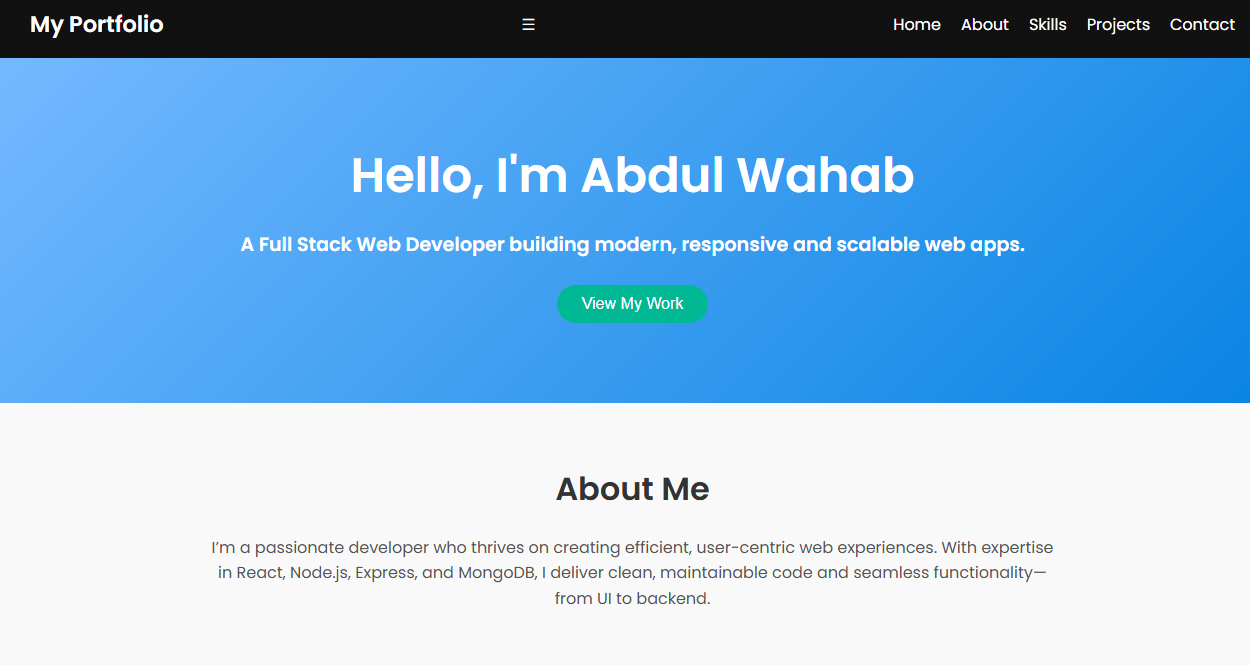 My Portfolio
☰
Home About Skills Projects Contact
Hello, I'm Abdul Wahab
A Full Stack Web Developer building modern, responsive and scalable web apps.
View My Work
About Me
I’m a passionate developer who thrives on creating efficient, user-centric web experiences. With expertise
in React, Node.js, Express, and MongoDB, I deliver clean, maintainable code and seamless functionality—
from UI to backend.